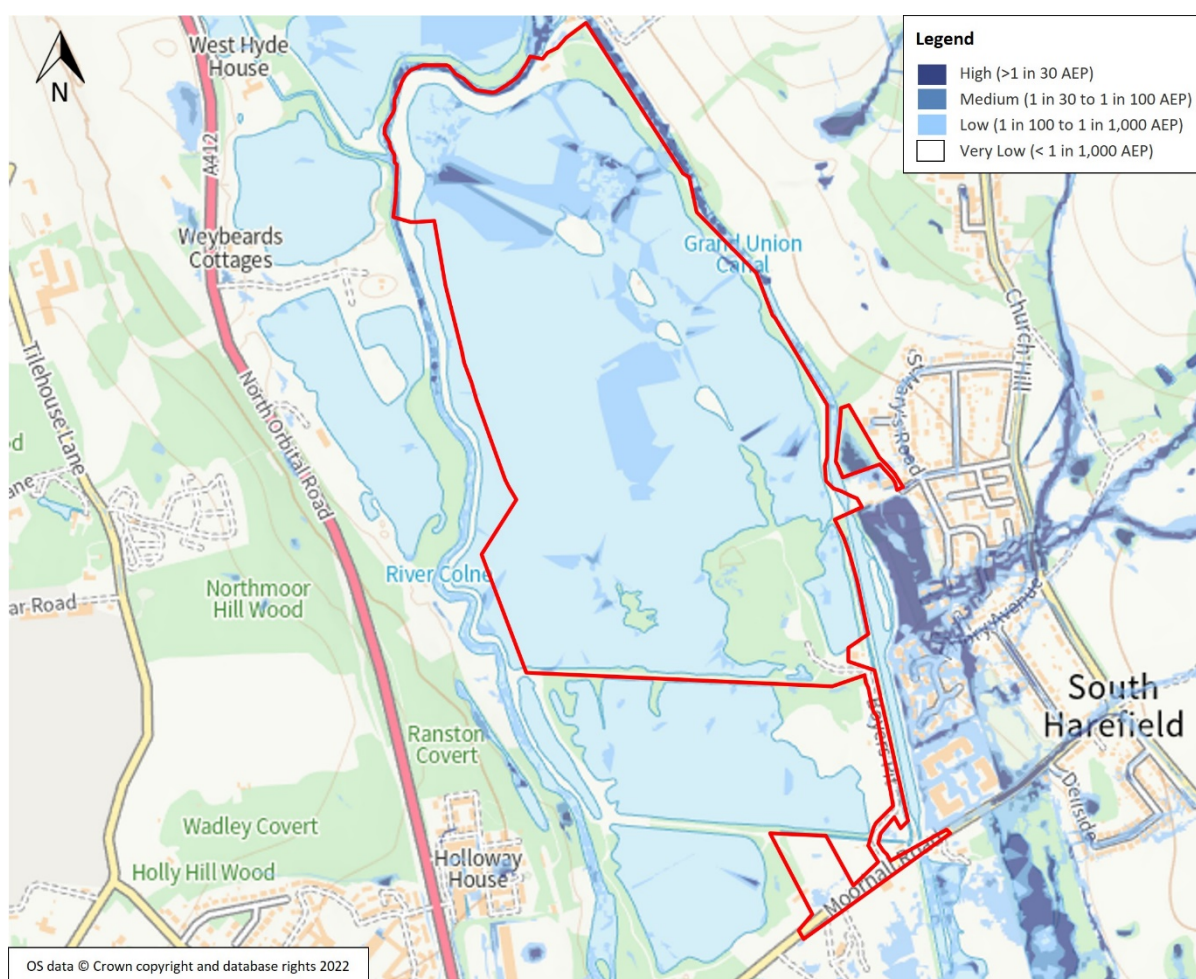 West Hyde
House
N
A412
Legend
High (>1 in 30 AEP)
Medium (1 in 30 to 1 in 100 AEP)
Low (1 in 100 to 1 in 1,000 AEP)
Very Low (< 1 in 1,000 AEP)
Weybeards
Cottages
Grand Union
Canal
Church Hill
Tilehouse Lane
North Orbital Road
St Mary's Road
River Colne
Northmoor
Hill Wood
Avenue
South
Harefield
Ranston
Covert
Dellside
Wadley Covert
Holly Hill Wood
Holloway
House
Moorhall Road
OS data © Crown copyright and database rights 2022